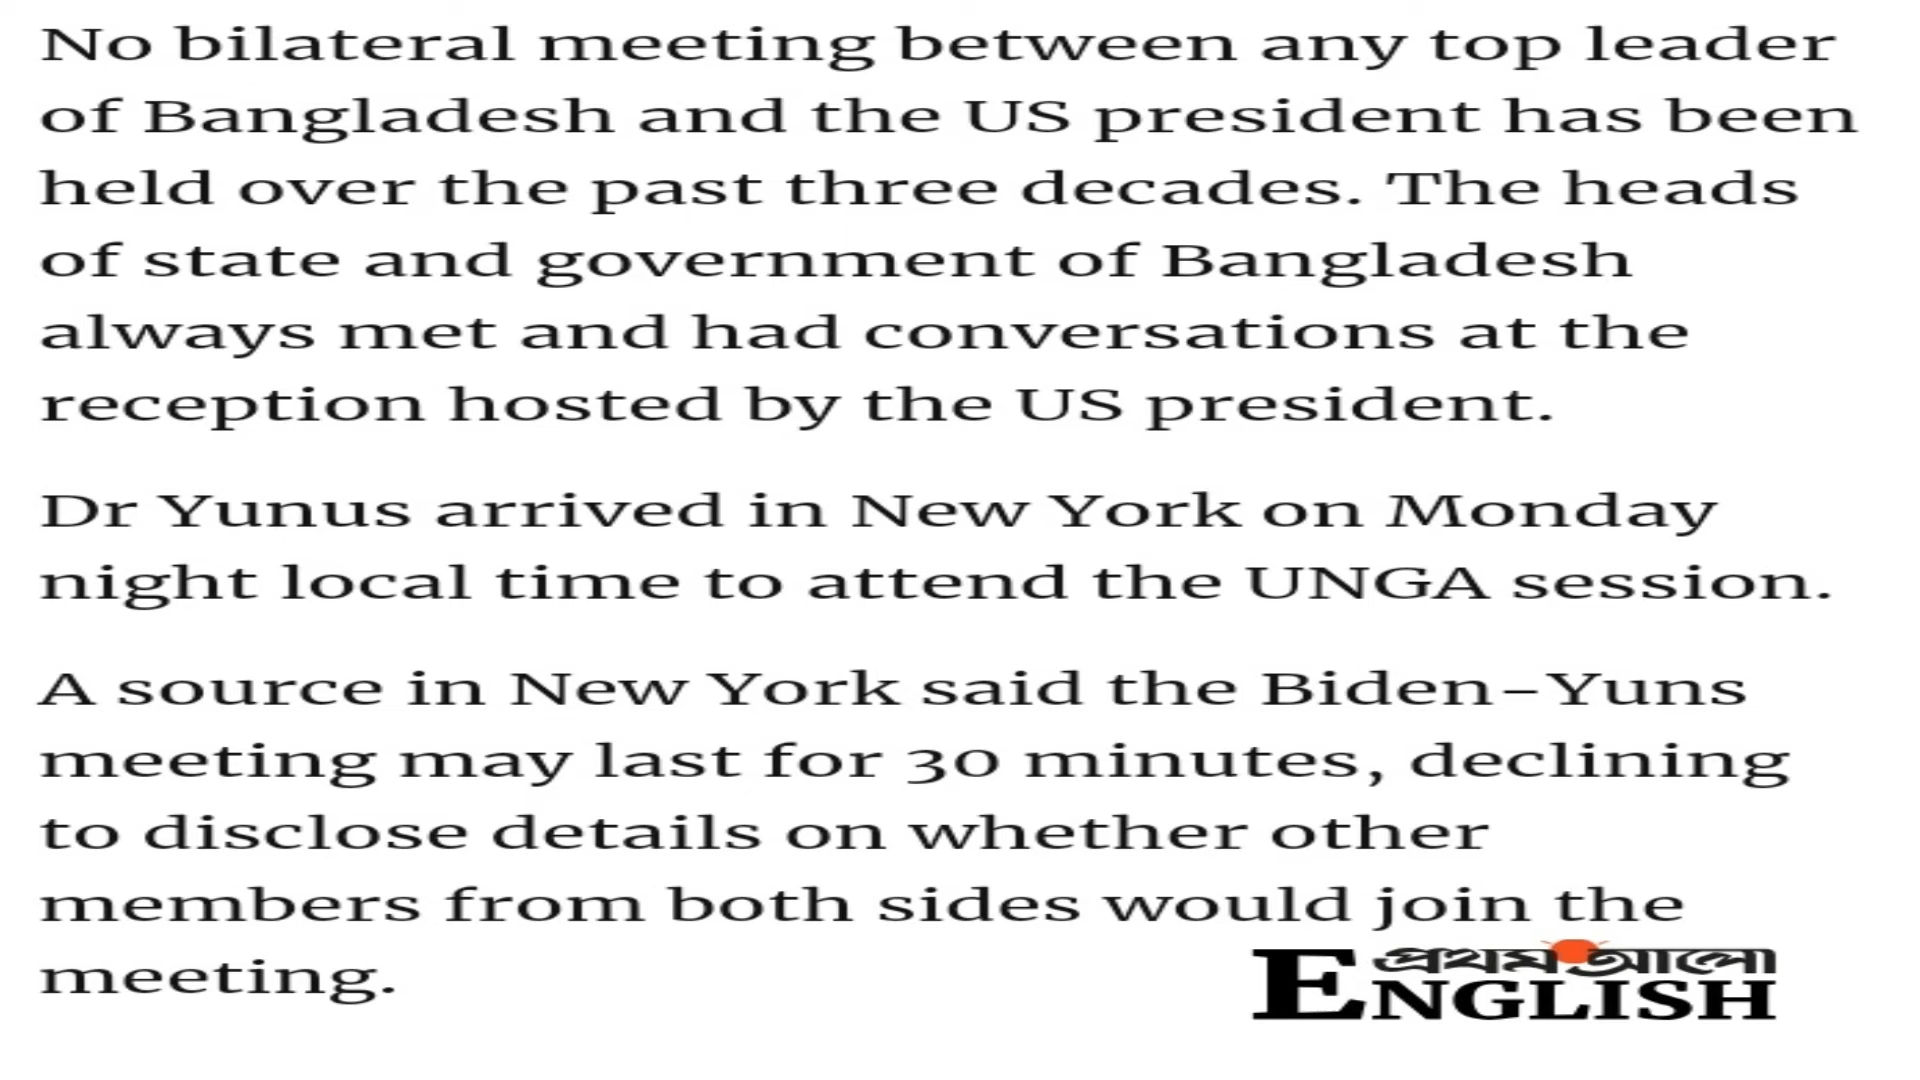 No bilateral meeting between any top leader
of Bangladesh and the US president has been
held over the past three decades. The heads
of state and government of Bangladesh
always met and had conversations at the
reception hosted by the US president.
Dr Yunus arrived in New York on Monday
night local time to attend the UNGA session.
A source in New York said the Biden–Yuns
meeting may last for 30 minutes, declining
to disclose details on whether other
members from both sides would join the
meeting.
প্রথম আলো
ENGLISH